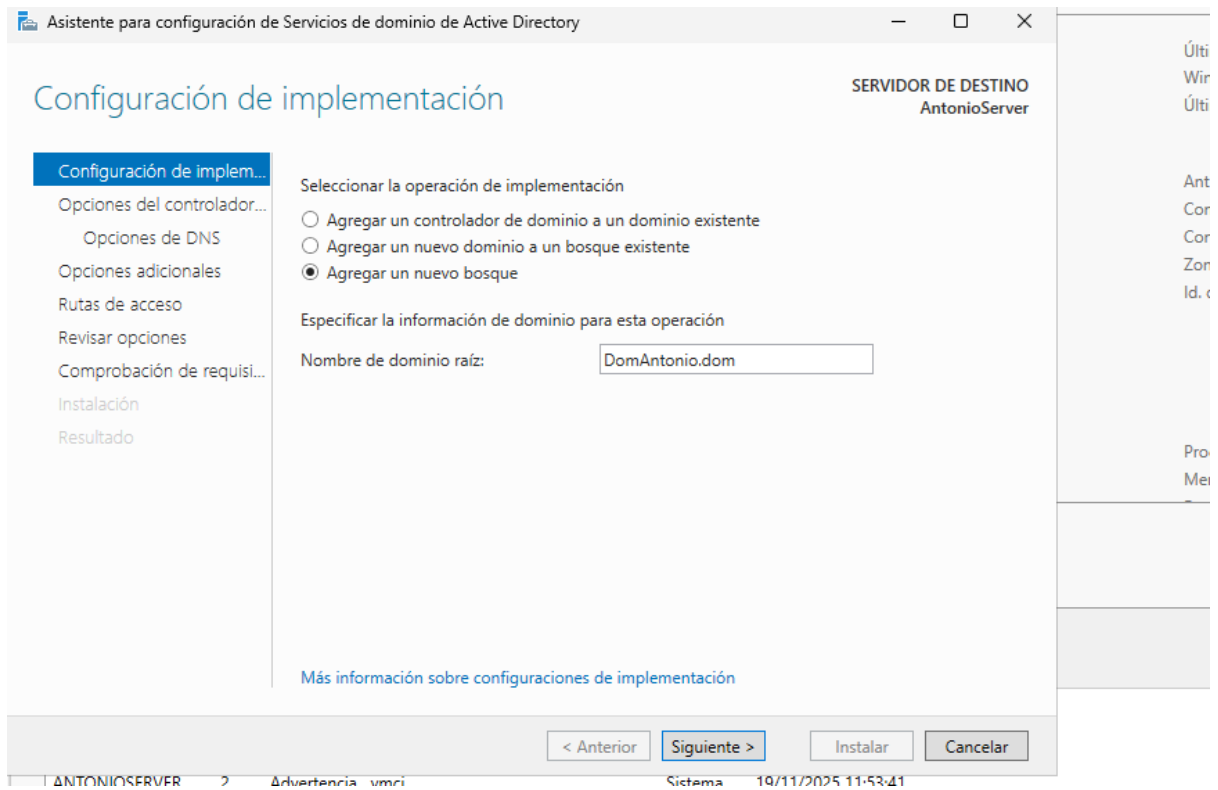 Asistente para configuración de Servicios de dominio de Active Directory
Configuración de implementación
SERVIDOR DE DESTINO
AntonioServer
Configuración de implem...
Opciones del controlador...
Opciones de DNS
Opciones adicionales
Rutas de acceso
Revisar opciones
Comprobación de requisi...
Instalación
Resultado
Seleccionar la operación de implementación
Agregar un controlador de dominio a un dominio existente
Agregar un nuevo dominio a un bosque existente
Agregar un nuevo bosque
Especificar la información de dominio para esta operación
Nombre de dominio raíz: DomAntonio.dom
Más información sobre configuraciones de implementación
< Anterior Siguiente > Instalar Cancelar
Últi
Win
Últi
Ant
Con
Con
Zon
Id. d
Pro
Mem
ANTONIOSERVER 2 Advertencia vmci Sistema 19/11/2025 11:53:41